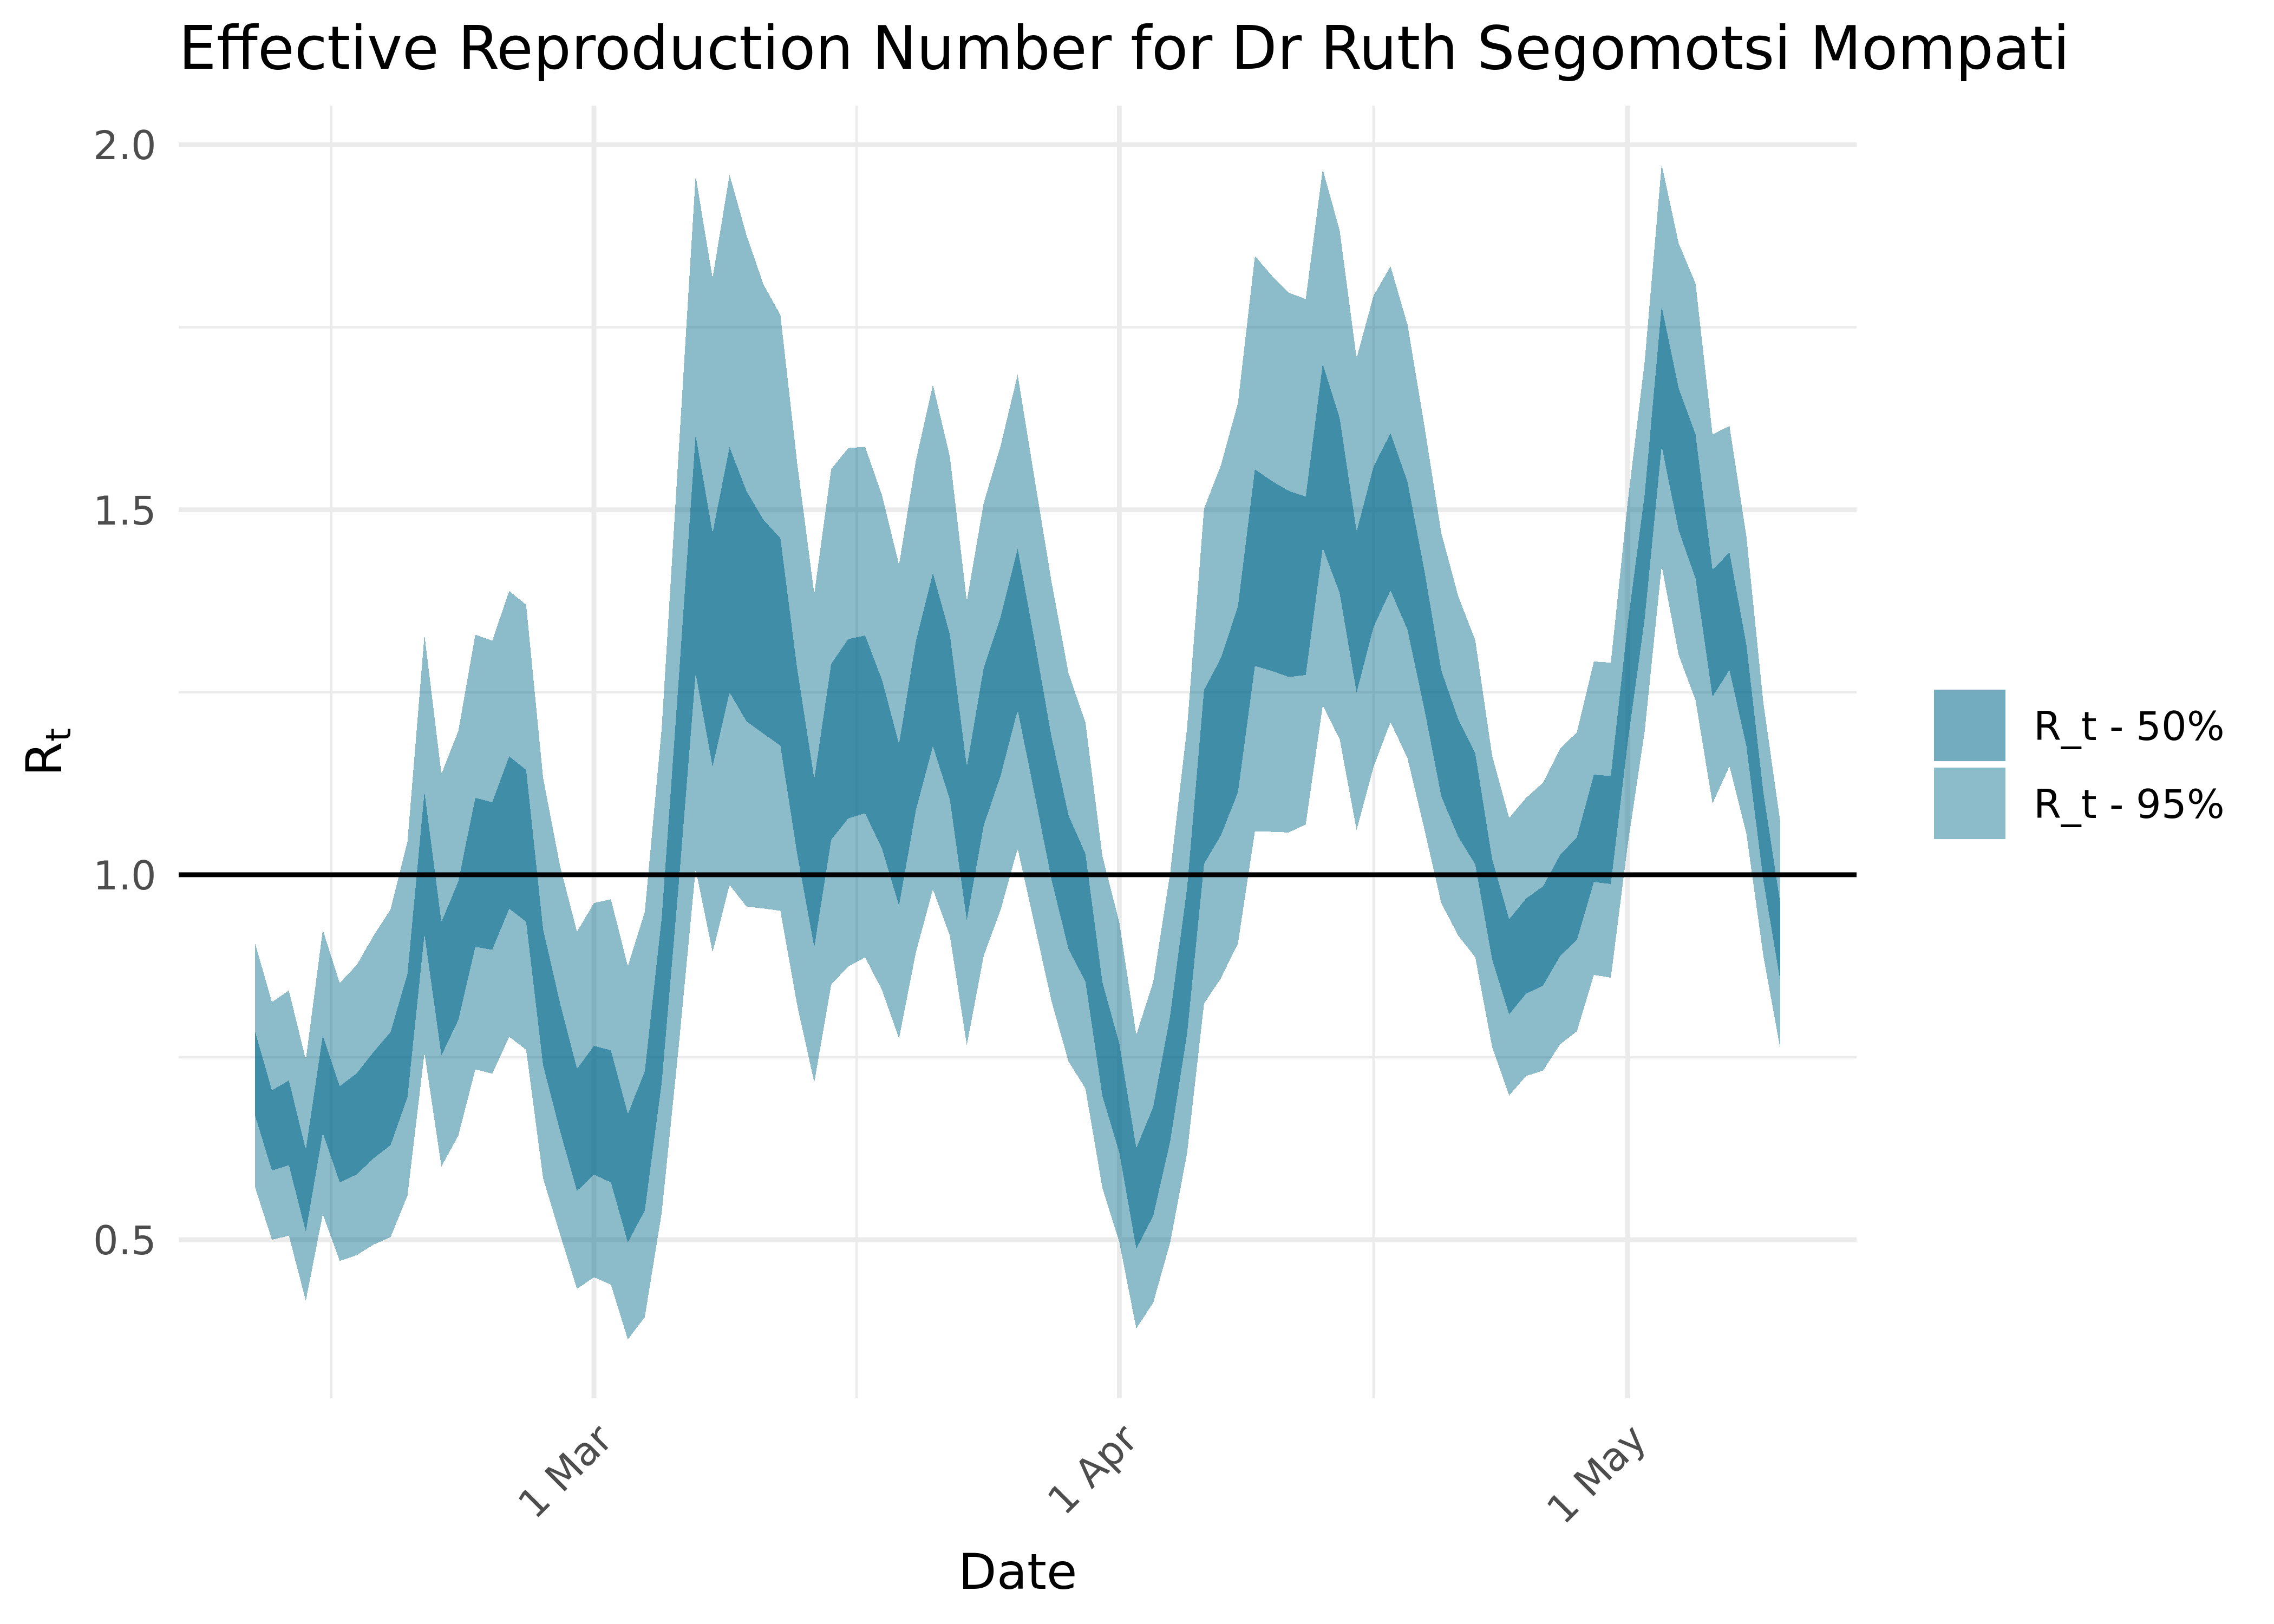 Effective Reproduction Number for Dr Ruth Segomotsi Mompati
2.0
1.5
1.0
0.5
Rt
1 Mar
1 Apr
1 May
Date
R_t - 50%
R_t - 95%